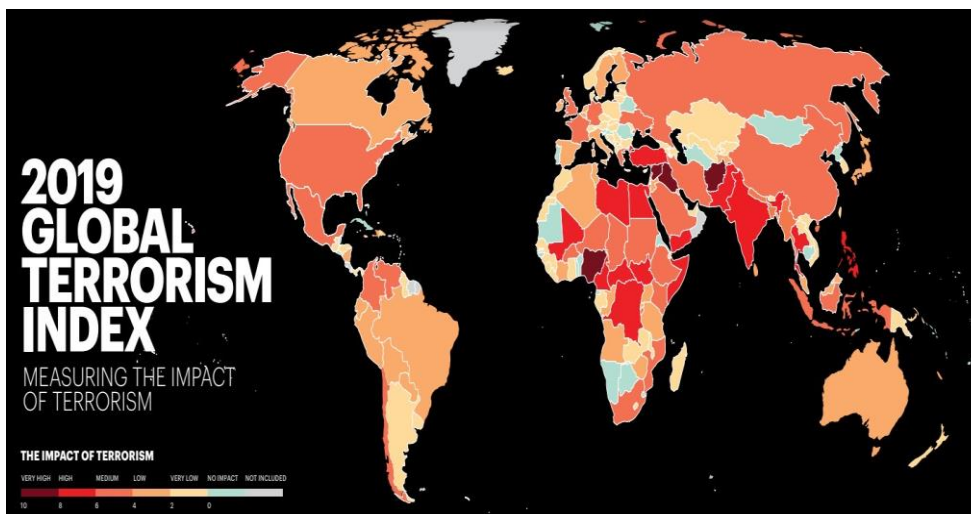 2019
GLOBAL
TERRORISM
INDEX
MEASURING THE IMPACT
OF TERRORISM
THE IMPACT OF TERRORISM
VERY HIGH HIGH MEDIUM LOW VERY LOW NO IMPACT NOT INCLUDED
10 8 6 4 2 0